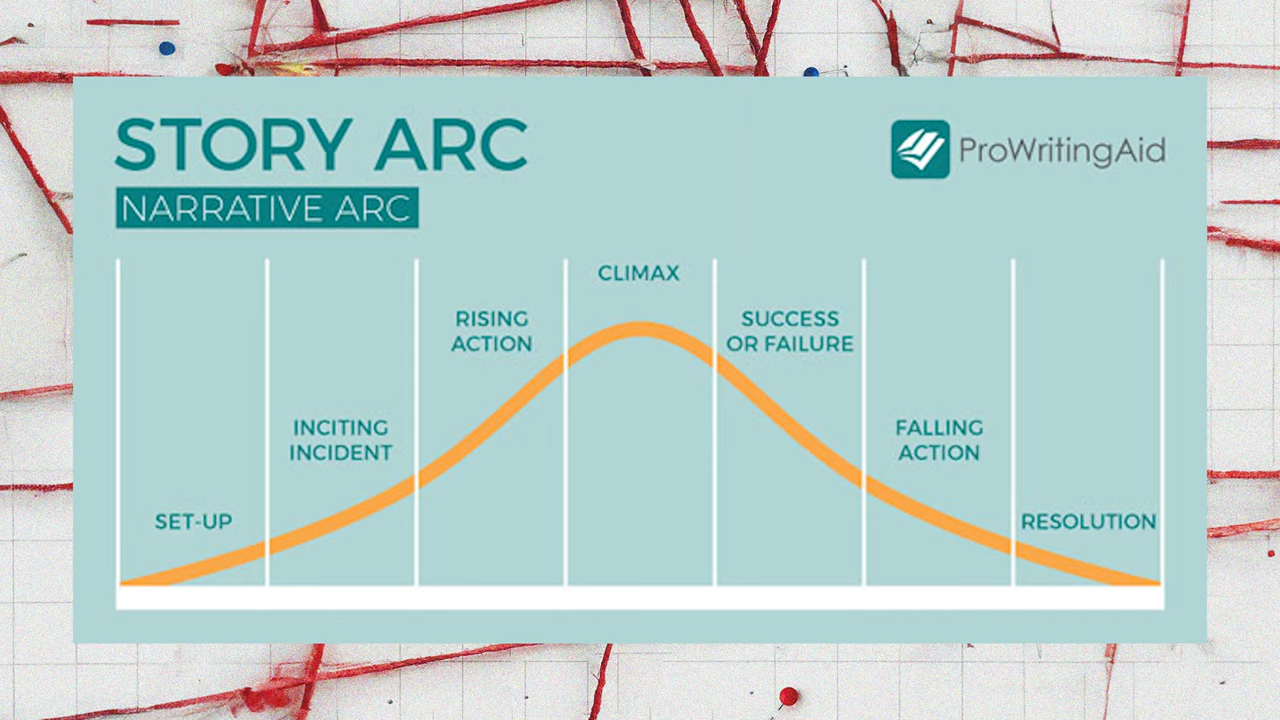 STORY ARC
NARRATIVE ARC
ProWritingAid
CLIMAX
RISING
ACTION
SUCCESS
OR FAILURE
INCITING
INCIDENT
FALLING
ACTION
SET-UP
RESOLUTION